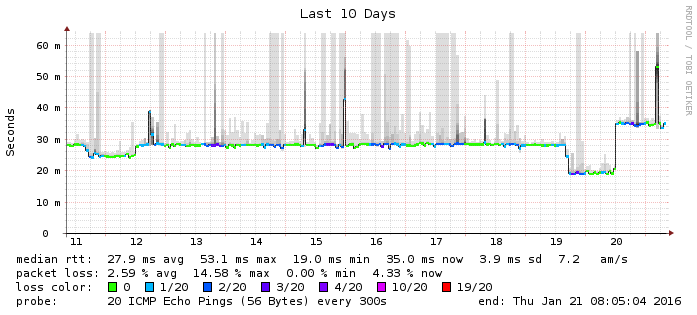 Last 10 Days
RRDTOOL / TOBI OETIKER
Seconds
60 m
50 m
40 m
30 m
20 m
10 m
0
11 12 13 14 15 16 17 18 19 20
median rtt: 27.9 ms avg 53.1 ms max 19.0 ms min 35.0 ms now 3.9 ms sd 7.2 am/s
packet loss: 2.59 % avg 14.58 % max 0.00 % min 4.33 % now
loss color: 0 1/20 2/20 3/20 4/20 10/20 19/20
probe: 20 ICMP Echo Pings (56 Bytes) every 300s end: Thu Jan 21 08:05:04 2016